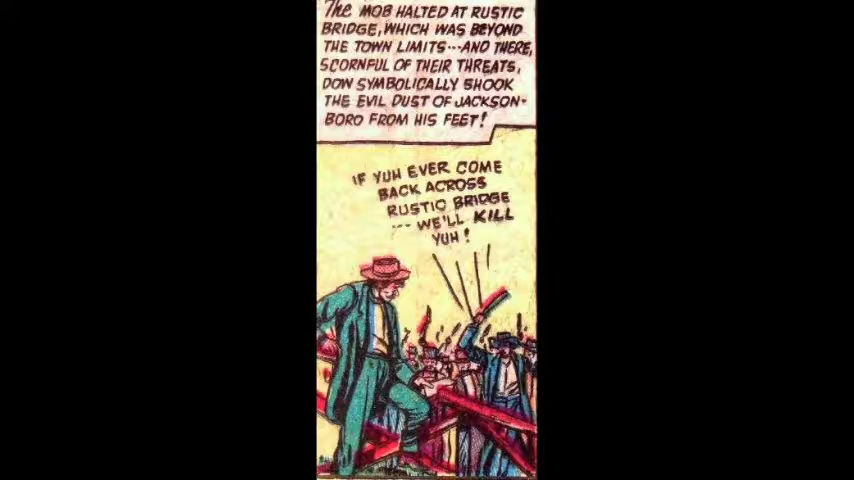 The MOB HALTED AT RUSTIC
BRIDGE, WHICH WAS BEYOND
THE TOWN LIMITS---AND THERE,
SCORNFUL OF THEIR THREATS,
DOW SYMBOLICALLY SHOOK
THE EVIL DUST OF JACKSON-
BORO FROM HIS FEET!
IF YUH EVER COME
BACK ACROSS
RUSTIC BRIDGE
--- WE'LL KILL
YUH!